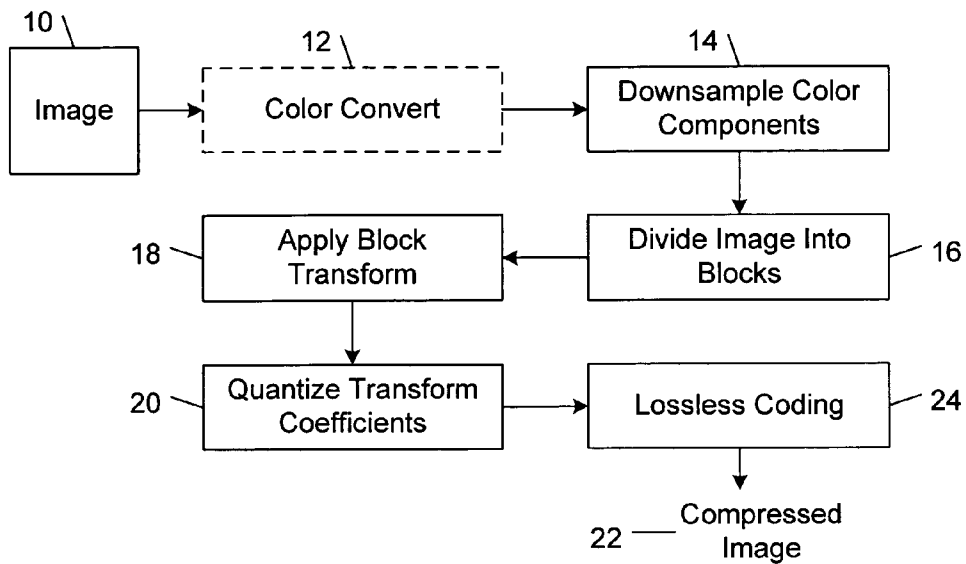 10
12
14
Image
Color Convert
Downsample Color
Components
18
Apply Block
Transform
Divide Image Into
Blocks
16
20
Quantize Transform
Coefficients
Lossless Coding
24
22
Compressed
Image